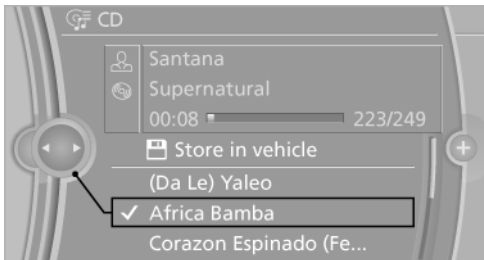 CD
Santana
Supernatural
00:08 223/249
Store in vehicle
(Da Le) Yaleo
Africa Bamba
Corazon Espinado (Fe...